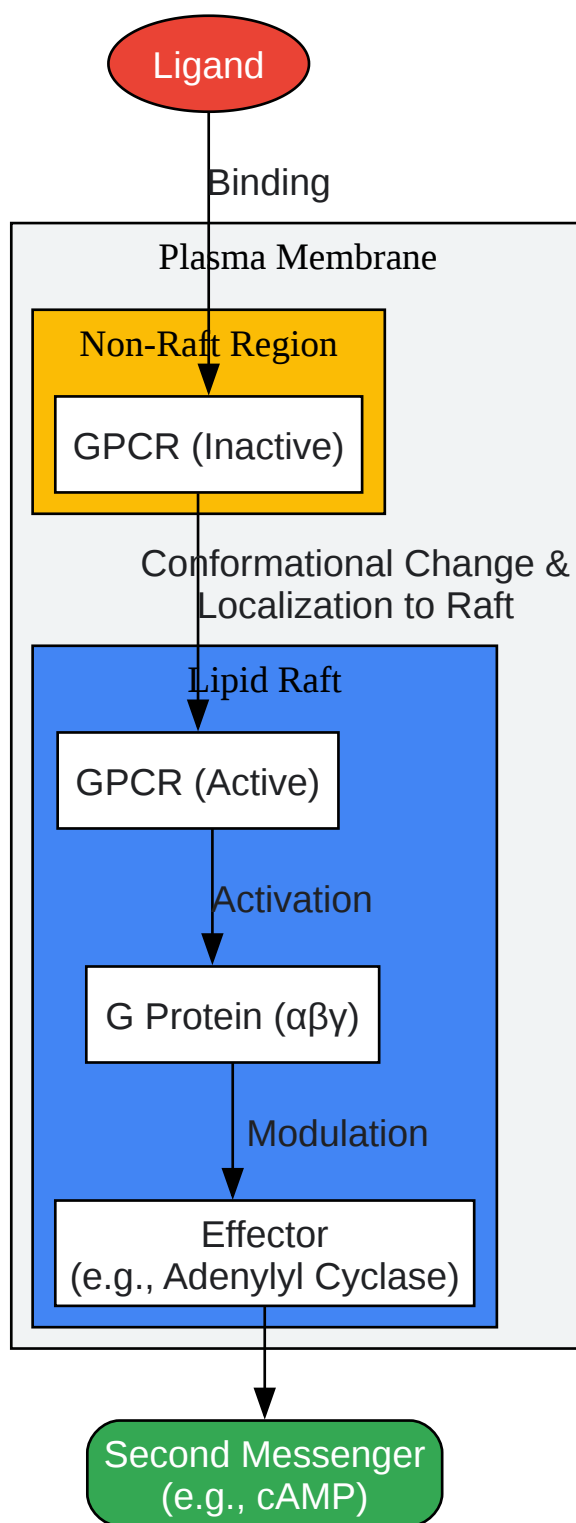 Ligand
Binding
Plasma Membrane
Non-Raft Region
GPCR (Inactive)
Conformational Change &
Localization to Raft
Lipid Raft
GPCR (Active)
Activation
G Protein (αβγ)
Modulation
Effector
(e.g., Adenylyl Cyclase)
Second Messenger
(e.g., cAMP)